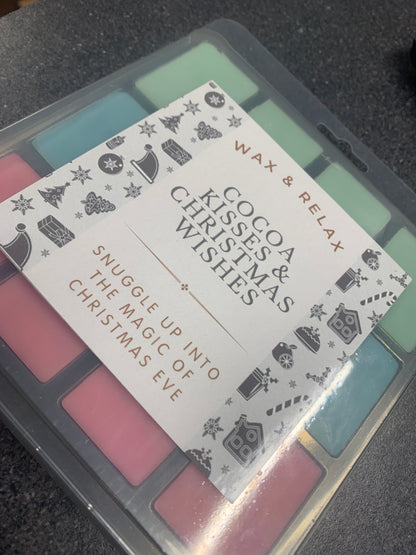 WAX & RELAX
COCOA
KISSES &
CHRISTMAS
WISHES
SNUGGLE UP INTO
THE MAGIC OF
CHRISTMAS EVE